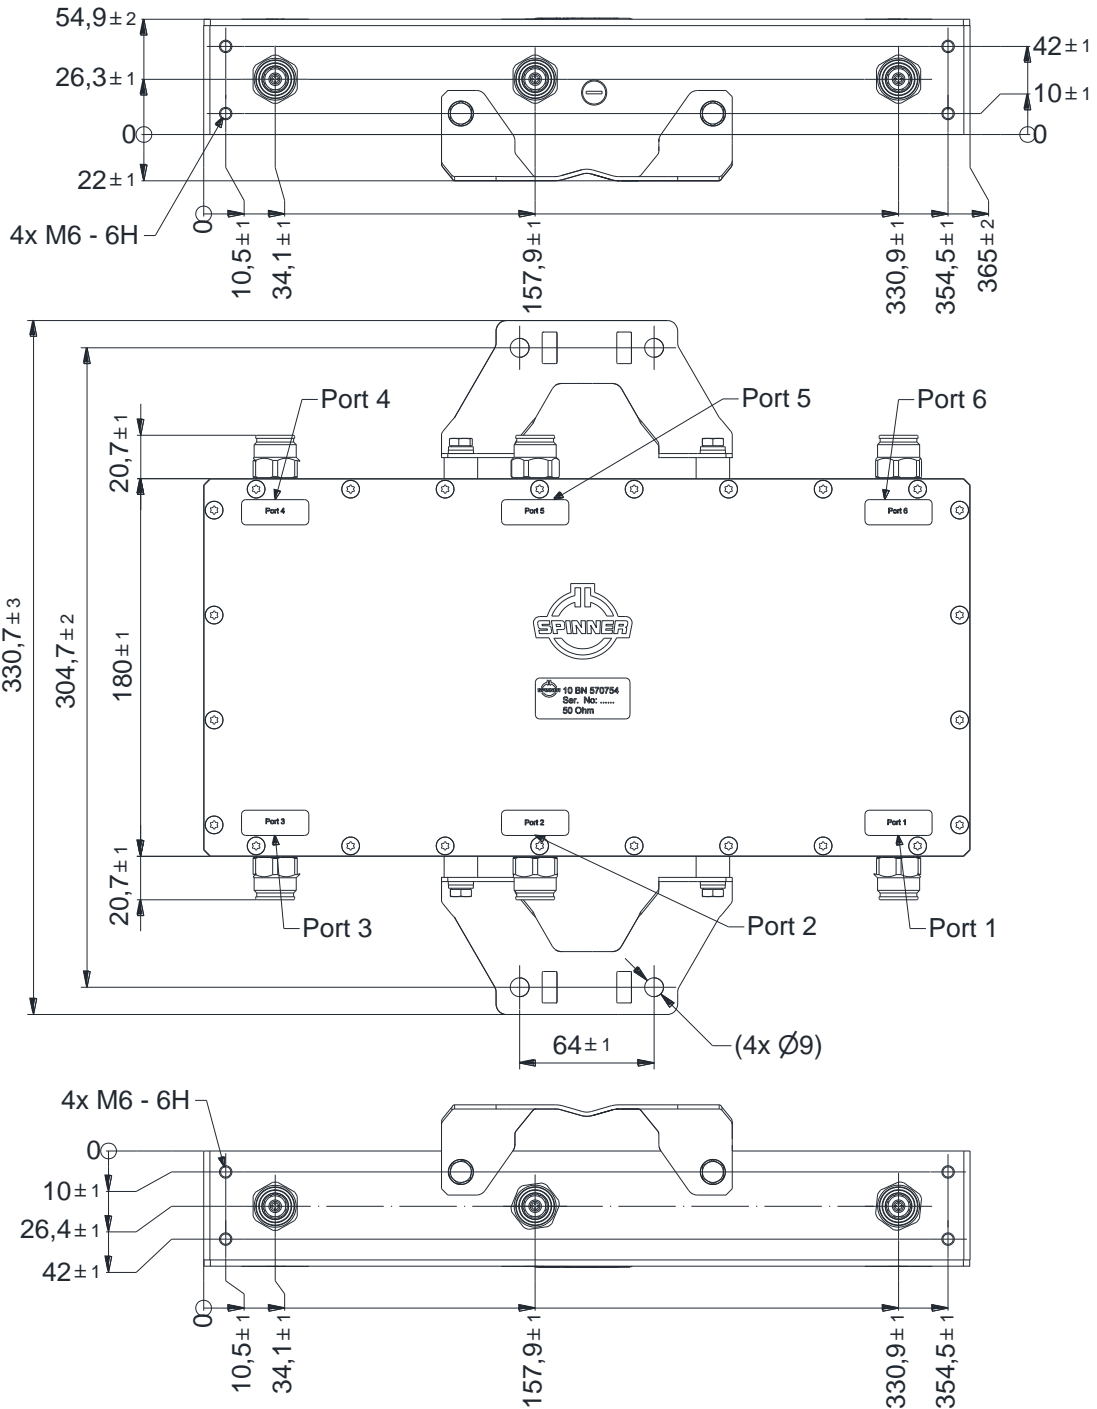 54,9±2
26,3±1
0
22±1
42±1
10±1
0
4x M6 - 6H
0
10,5±1
34,1±1
157,9±1
330,9±1
354,5±1
365±2
Port 4
Port 5
Port 6
20,7±1
330,7±3
304,7±2
180±1
20,7±1
Port 4
Port 5
Port 6
SPINNER
SPINNER
10 BN 570754
Ser. No: ......
50 Ohm
Port 3
Port 2
Port 1
Port 3
Port 2
Port 1
64±1
(4x Ø9)
4x M6 - 6H
0
10±1
26,4±1
42±1
0
10,5±1
34,1±1
157,9±1
330,9±1
354,5±1